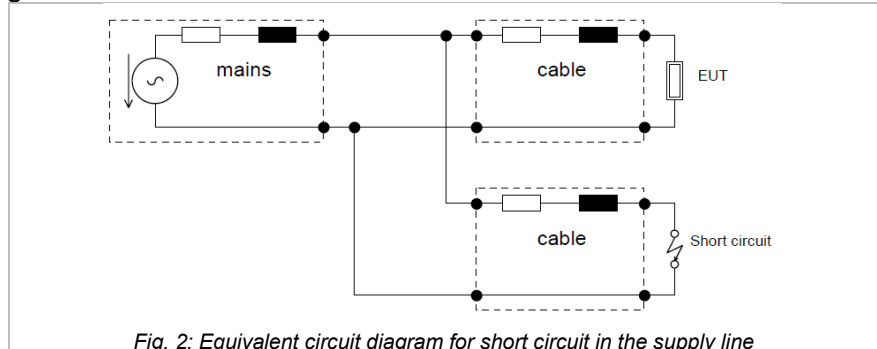 mains
cable
EUT
cable
Short circuit
Fig. 2: Equivalent circuit diagram for short circuit in the supply line